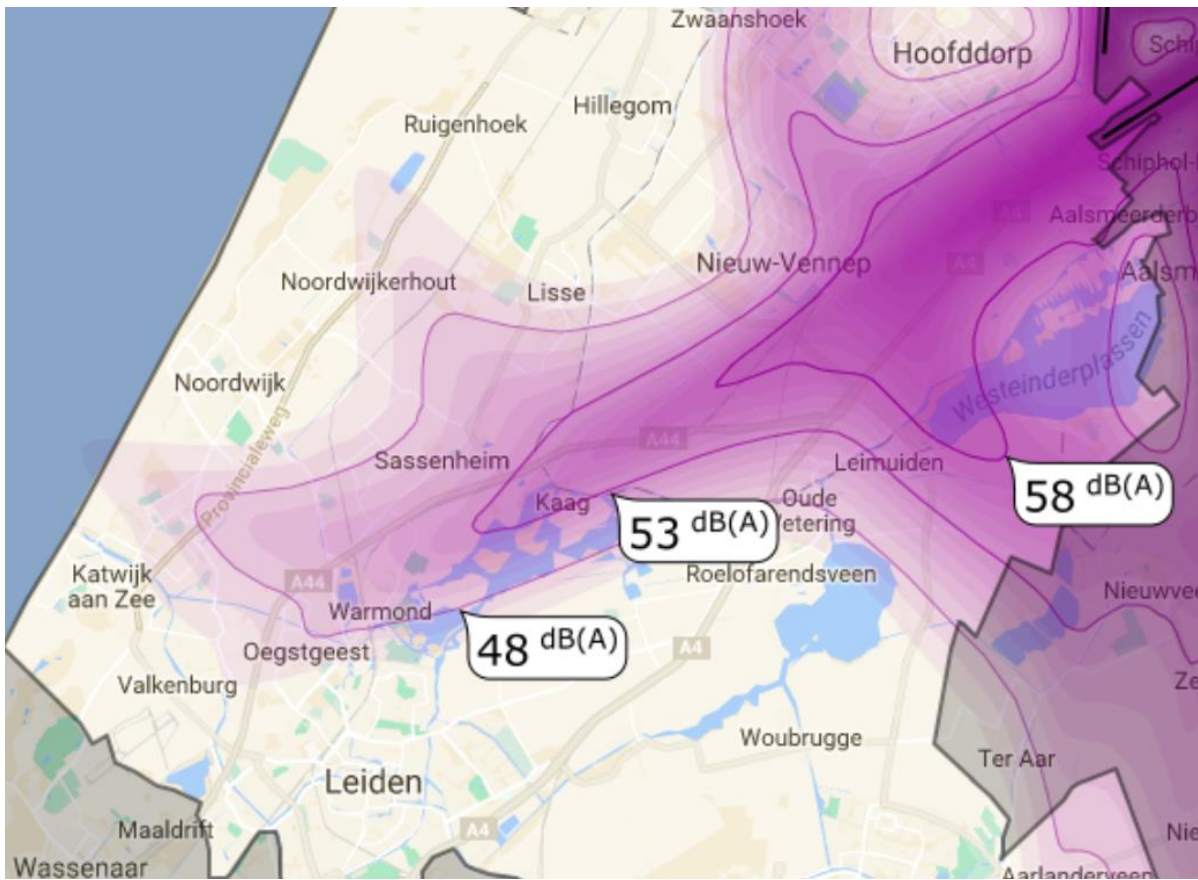 Zwaanshoek
Hoofddorp
Hillegom
Ruigenhoek
A4
Nieuw-Vennep
A4
Noordwijkerhout
Lisse
Noordwijk
Westeinderplassen
Provincialeweg
A44
Sassenheim
Leimuiden
58 dB(A)
Kaag
Oude
53 dB(A)
Katwijk
aan Zee
A44
Roelofarendsveen
Warmond
48 dB(A)
Oegstgeest
A4
Valkenburg
Woubrugge
Ter Aar
Leiden
Maaldrift
A4
Wassenaar
Aarlanderveen